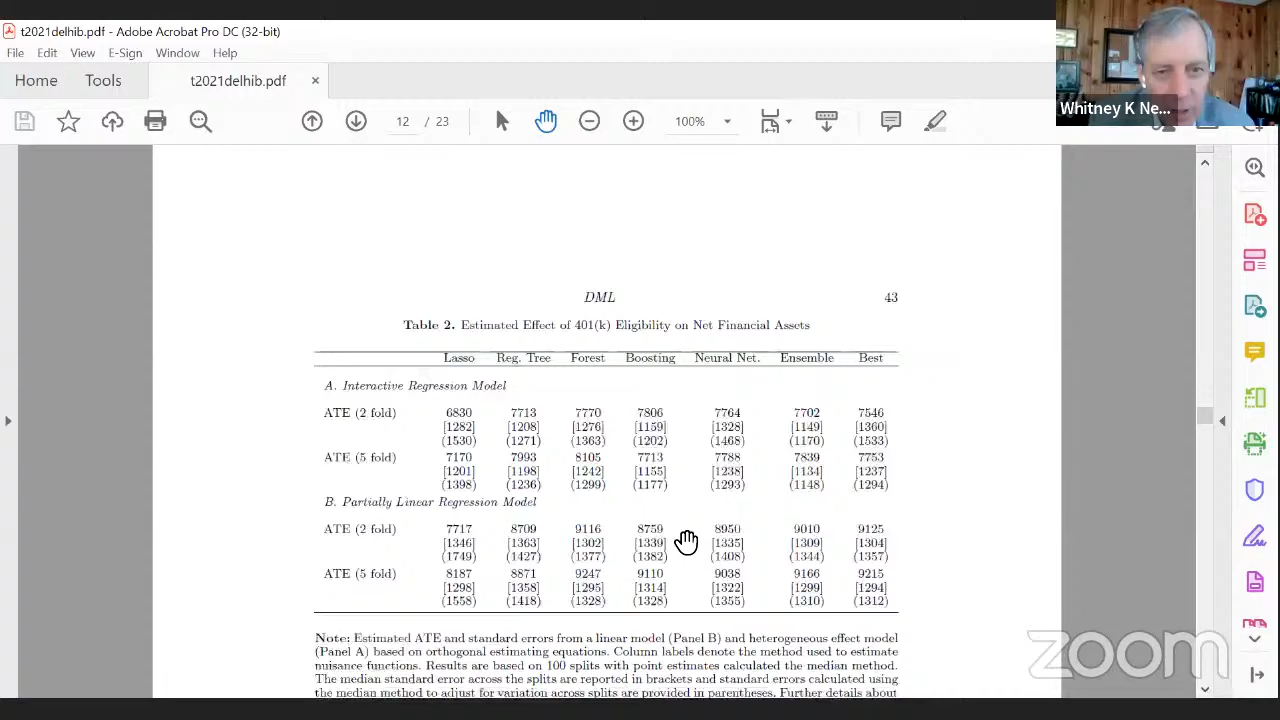 t2021delhib.pdf - Adobe Acrobat Pro DC (32-bit)
File Edit View E-Sign Window Help
Home Tools t2021delhib.pdf ×
12 / 23 100%
Whitney K Ne...
DML 43
Table 2. Estimated Effect of 401(k) Eligibility on Net Financial Assets
Lasso Reg. Tree Forest Boosting Neural Net. Ensemble Best
A. Interactive Regression Model
ATE (2 fold) 6830 7713 7770 7806 7764 7702 7546
[1282] [1208] [1276] [1159] [1328] [1149] [1360]
(1530) (1271) (1363) (1202) (1468) (1170) (1533)
ATE (5 fold) 7170 7993 8105 7713 7788 7839 7753
[1201] [1198] [1242] [1155] [1238] [1134] [1237]
(1398) (1236) (1299) (1177) (1293) (1148) (1294)
B. Partially Linear Regression Model
ATE (2 fold) 7717 8709 9116 8759 8950 9010 9125
[1346] [1363] [1302] [1339] [1335] [1309] [1304]
(1749) (1427) (1377) (1382) (1408) (1344) (1357)
ATE (5 fold) 8187 8871 9247 9110 9038 9166 9215
[1298] [1358] [1295] [1314] [1322] [1299] [1294]
(1558) (1418) (1328) (1328) (1355) (1310) (1312)
Note: Estimated ATE and standard errors from a linear model (Panel B) and heterogeneous effect model
(Panel A) based on orthogonal estimating equations. Column labels denote the method used to estimate
nuisance functions. Results are based on 100 splits with point estimates calculated the median method.
The median standard error across the splits are reported in brackets and standard errors calculated using
the median method to adjust for variation across splits are provided in parentheses. Further details about
zoom